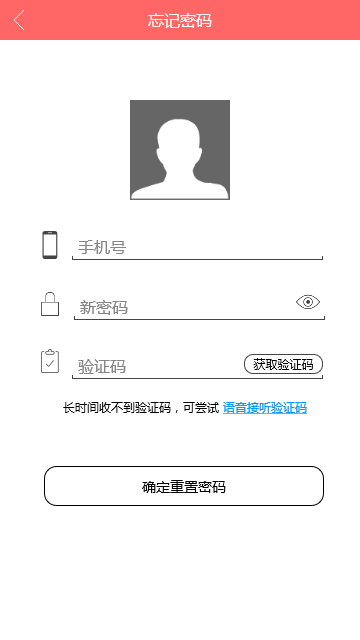 忘记密码
手机号
新密码
验证码 获取验证码
长时间收不到验证码，可尝试 语音接听验证码
确定重置密码